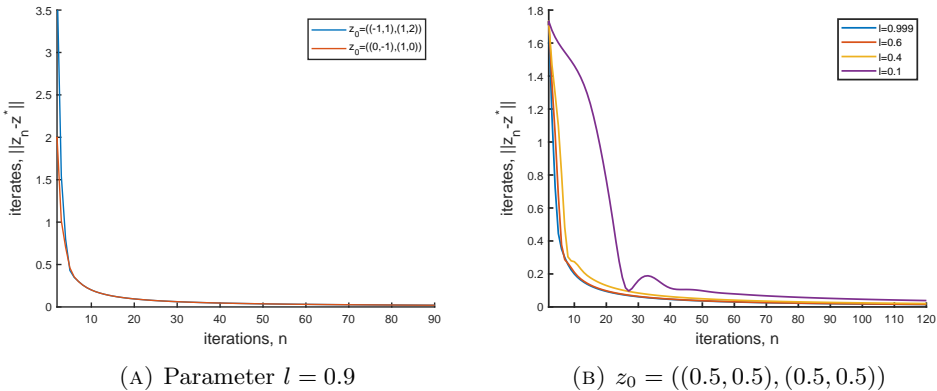 3.5
3
2.5
2
1.5
1
0.5
0
10 20 30 40 50 60 70 80 90
iterations, n
iterates, ||z_n-z^*||
z_0=((-1,1),(1,2))
z_0=((0,-1),(1,0))
(A) Parameter l = 0.9
1.8
1.6
1.4
1.2
1
0.8
0.6
0.4
0.2
0
10 20 30 40 50 60 70 80 90 100 110 120
iterations, n
iterates, ||z_n-z^*||
l=0.999
l=0.6
l=0.4
l=0.1
(B) z_0 = ((0.5, 0.5), (0.5, 0.5))